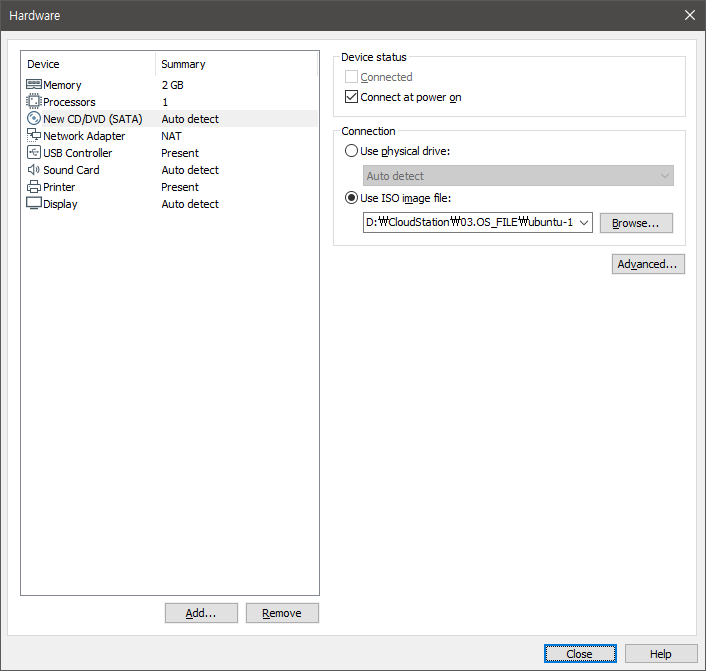 Hardware
Device Summary
Memory 2 GB
Processors 1
New CD/DVD (SATA) Auto detect
Network Adapter NAT
USB Controller Present
Sound Card Auto detect
Printer Present
Display Auto detect
Add... Remove
Device status
Connected
Connect at power on
Connection
Use physical drive:
Auto detect
Use ISO image file:
D:₩CloudStation₩03.OS_FILE₩ubuntu-1 Browse...
Advanced...
Close Help